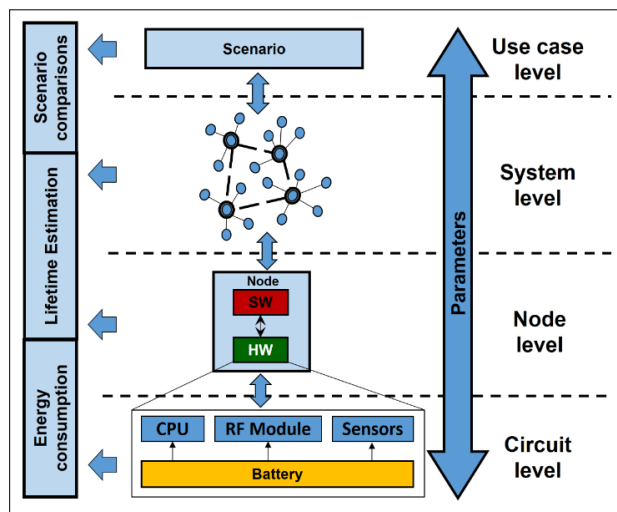 Scenario
comparisons
Lifetime Estimation
Energy
consumption
Scenario
Node
SW
HW
CPU
RF Module
Sensors
Battery
Parameters
Use case
level
System
level
Node
level
Circuit
level